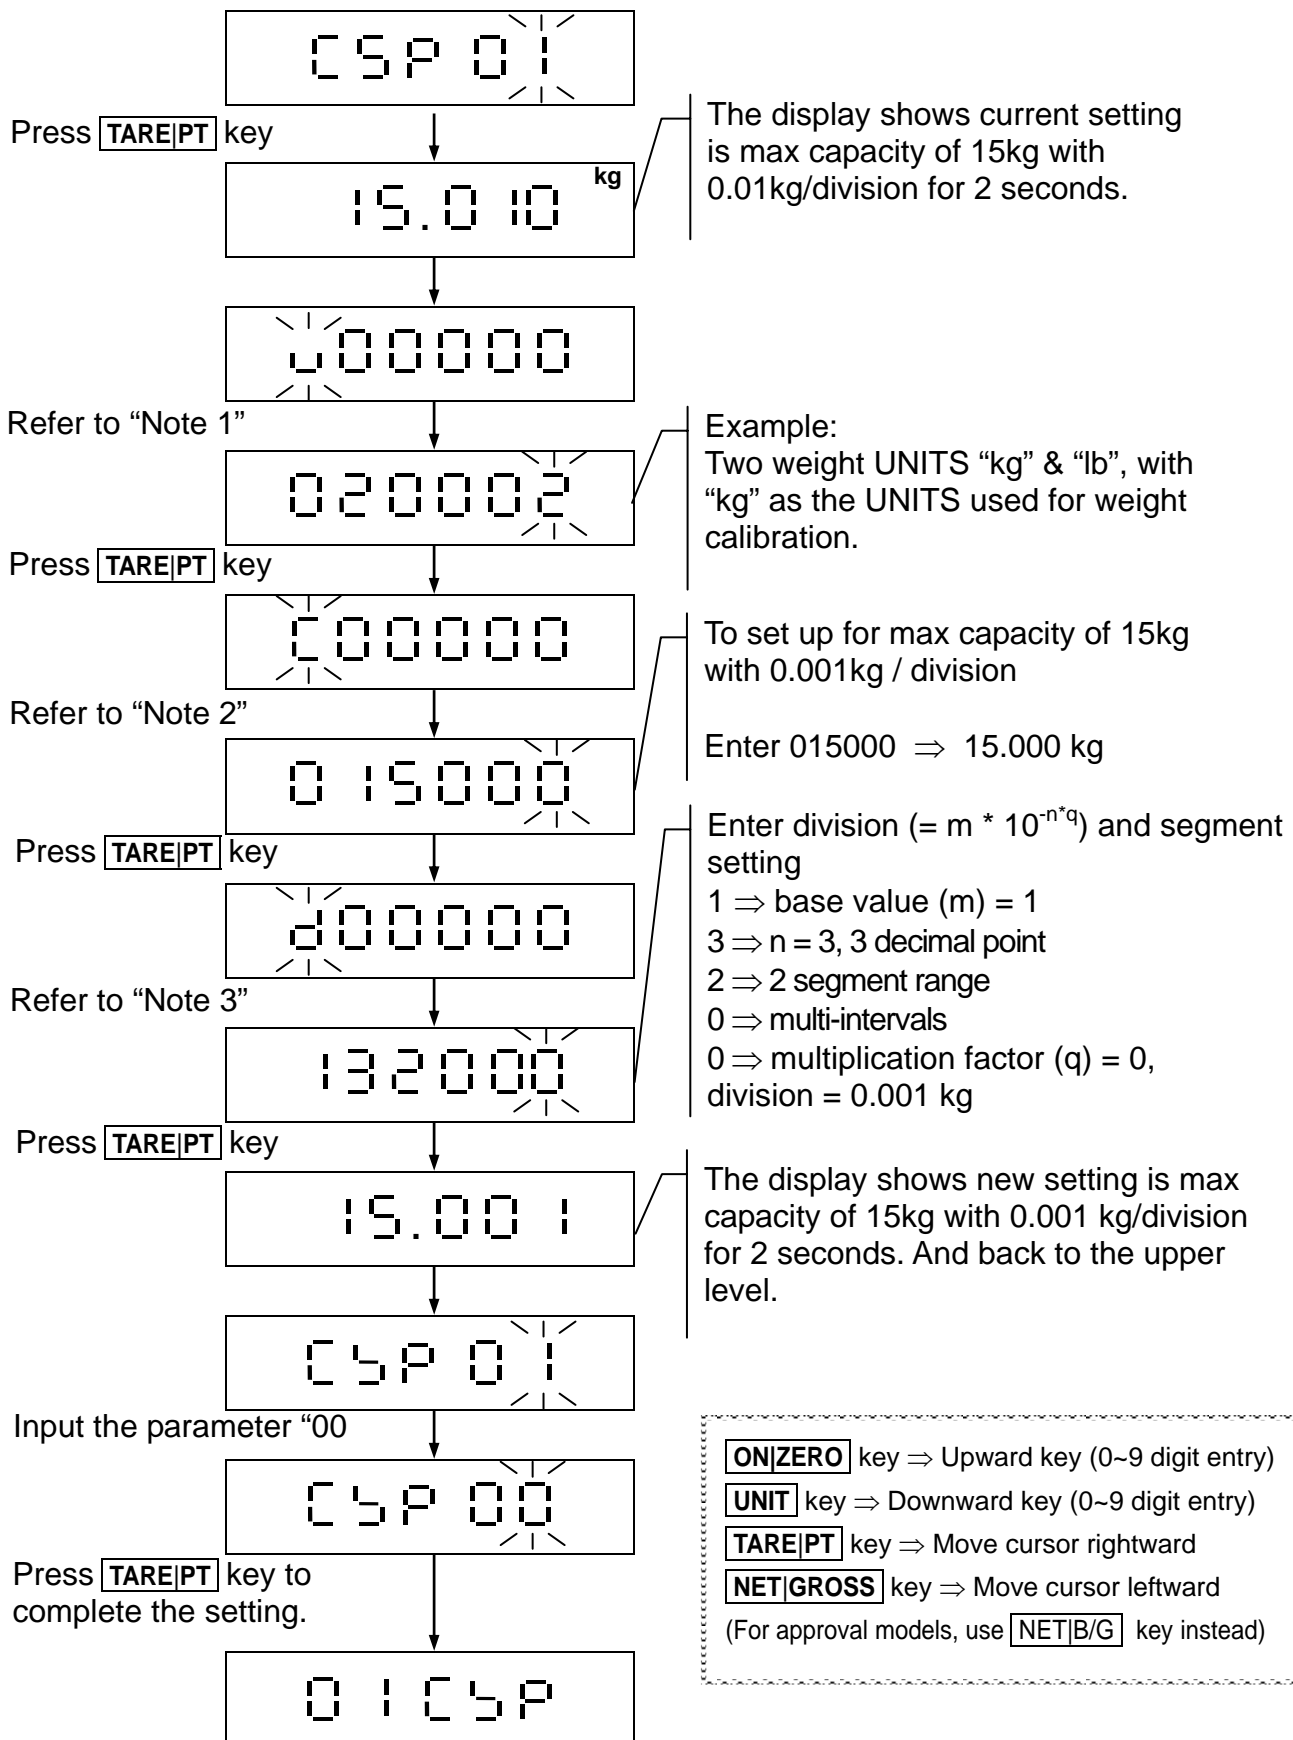 CSP 01
Press TARE|PT key
The display shows current setting
is max capacity of 15kg with
0.01kg/division for 2 seconds.
kg
15.010
u00000
Refer to “Note 1”
020002
Example:
Two weight UNITS “kg” & “lb”, with
“kg” as the UNITS used for weight
calibration.
Press TARE|PT key
C00000
To set up for max capacity of 15kg
with 0.001kg / division
Refer to “Note 2”
015000
Enter 015000 ⇒ 15.000 kg
Press TARE|PT key
d00000
Refer to “Note 3”
132000
Enter division (= m * 10^-n*q) and segment
setting
1 ⇒ base value (m) = 1
3 ⇒ n = 3, 3 decimal point
2 ⇒ 2 segment range
0 ⇒ multi-intervals
0 ⇒ multiplication factor (q) = 0,
division = 0.001 kg
Press TARE|PT key
15.001
The display shows new setting is max
capacity of 15kg with 0.001 kg/division
for 2 seconds. And back to the upper
level.
CSP 01
Input the parameter “00
CSP 00
Press TARE|PT key to
complete the setting.
01CSP
ON|ZERO key ⇒ Upward key (0~9 digit entry)
UNIT key ⇒ Downward key (0~9 digit entry)
TARE|PT key ⇒ Move cursor rightward
NET|GROSS key ⇒ Move cursor leftward
(For approval models, use NET|B/G key instead)